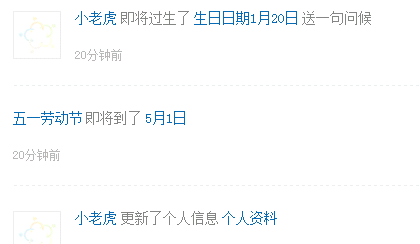 小老虎 即将过生了 生日日期1月20日 送一句问候
20分钟前
五一劳动节 即将到了 5月1日
20分钟前
小老虎 更新了个人信息 个人资料